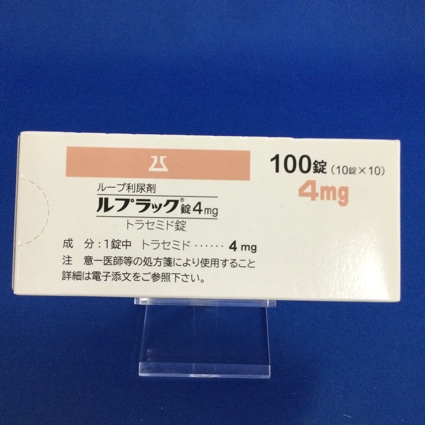 100錠(10錠×10)
4mg
ループ利尿剤
ルプラック®錠4mg
トラセミド錠
成　分:1錠中　トラセミド‥‥‥4 mg
注　意ー医師等の処方箋により使用すること
詳細は電子添文をご参照下さい。